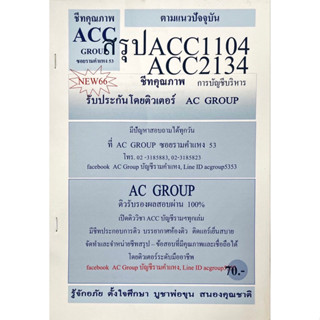 ชีทคุณภาพ
ACC
GROUP
ซอยรามคำแหง 53
ตามแนวปัจจุบัน
สรุปACC1104
ACC2134
NEW66
ชีทคุณภาพ การบัญชีบริหาร
รับประกันโดยติวเตอร์ AC GROUP
มีปัญหาสอบถามได้ทุกวัน
ที่ AC GROUP ซอยรามคำแหง 53
โทร. 02-3185883, 02-3185823
facebook AC Group บัญชีรามคำแหง, Line ID acgroup5353
AC GROUP
ติวรับรองผลสอบผ่าน 100%
เปิดติววิชา ACC บัญชีรามฯทุกเล่ม
มีชีทประกอบการติว บรรยากาศห้องติว ติดแอร์เย็นสบาย
จัดทำและจำหน่ายชีทสรุป – ข้อสอบที่มีคุณภาพและเชื่อถือได้
โดยติวเตอร์ระดับมืออาชีพ
facebook AC Group บัญชีรามคำแหง, Line ID acgroup
70.-
รู้จักอภัย ตั้งใจศึกษา บูชาพ่อขุน สนองคุณชาติ